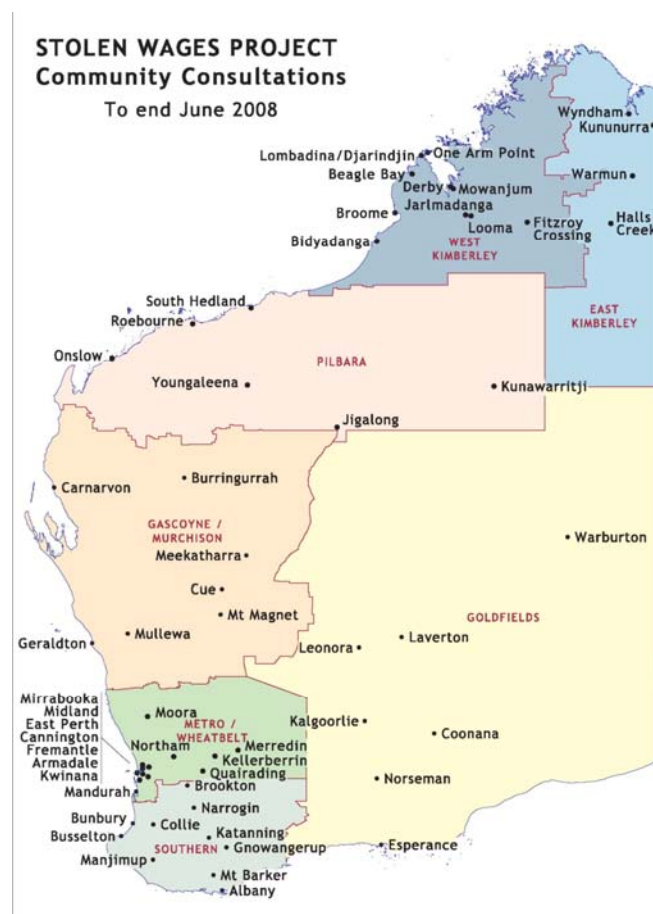 STOLEN WAGES PROJECT
Community Consultations
To end June 2008
Wyndham
Kununurra
One Arm Point
Lombadina/Djarindjin
Beagle Bay
Warmun
Derby
Mowanjum
Jarlmadanga
Broome
Looma
Fitzroy
Crossing
Halls
Creek
Bidyadanga
WEST
KIMBERLEY
South Hedland
EAST
KIMBERLEY
Roebourne
Onslow
PILBARA
Youngaleena
Kunawarritji
Jigalong
Burringurrah
Carnarvon
GASCOYNE /
MURCHISON
Warburton
Meekatharra
Cue
Mt Magnet
GOLDFIELDS
Mullewa
Geraldton
Laverton
Leonora
Mirrabooka
Midland
East Perth
Cannington
Fremantle
Armadale
Kwinana
Mandurah
Moora
METRO /
WHEATBELT
Kalgoorlie
Coonana
Northam
Merredin
Kellerberrin
Quairading
Norseman
Brookton
Narrogin
Bunbury
Collie
Busselton
Katanning
Esperance
SOUTHERN
Gnowangerup
Manjimup
Mt Barker
Albany